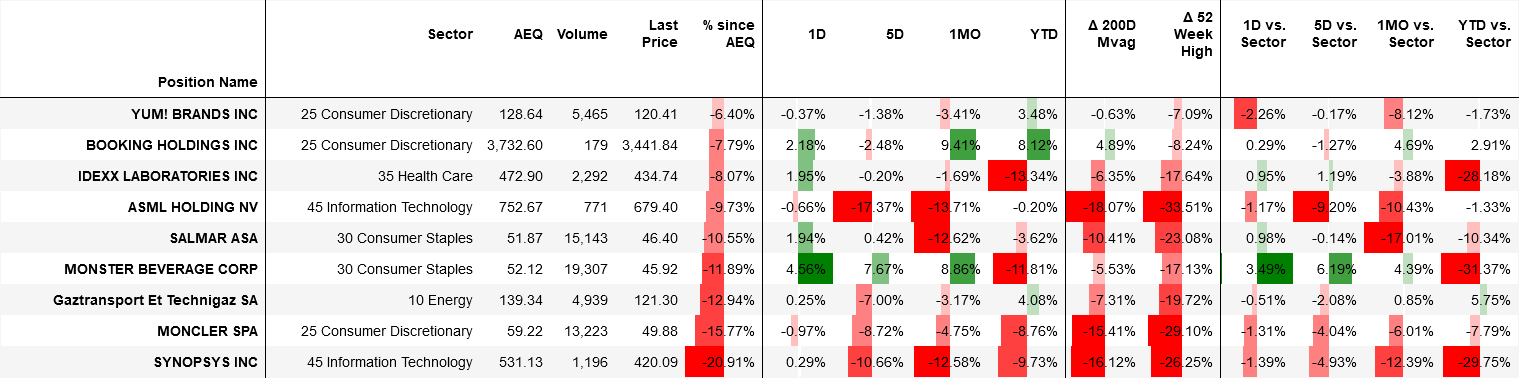 Position Name Sector AEQ Volume Last Price % since AEQ 1D 5D 1MO YTD Δ 200D Mvag Δ 52 Week High 1D vs. Sector 5D vs. Sector 1MO vs. Sector YTD vs. Sector
YUM! BRANDS INC 25 Consumer Discretionary 128.64 5,465 120.41 -6.40% -0.37% -1.38% -3.41% 3.48% -0.63% -7.09% -2.26% -0.17% -8.12% -1.73%
BOOKING HOLDINGS INC 25 Consumer Discretionary 3,732.60 179 3,441.84 -7.79% 2.18% -2.48% 9.41% 8.12% 4.89% -8.24% 0.29% -1.27% 4.69% 2.91%
IDEXX LABORATORIES INC 35 Health Care 472.90 2,292 434.74 -8.07% 1.95% -0.20% -1.69% -13.34% -6.35% -17.64% 0.95% 1.19% -3.88% -28.18%
ASML HOLDING NV 45 Information Technology 752.67 771 679.40 -9.73% -0.66% -17.37% -13.71% -0.20% -18.07% -33.51% -1.17% -9.20% -10.43% -1.33%
SALMAR ASA 30 Consumer Staples 51.87 15,143 46.40 -10.55% 1.94% 0.42% -12.62% -3.62% -10.41% -23.08% 0.98% -0.14% -17.01% -10.34%
MONSTER BEVERAGE CORP 30 Consumer Staples 52.12 19,307 45.92 -11.89% 4.56% 7.67% 8.86% -11.81% -5.53% -17.13% 3.49% 6.19% 4.39% -31.37%
Gaztransport Et Technigaz SA 10 Energy 139.34 4,939 121.30 -12.94% 0.25% -7.00% -3.17% 4.08% -7.31% -19.72% -0.51% -2.08% 0.85% 5.75%
MONCLER SPA 25 Consumer Discretionary 59.22 13,223 49.88 -15.77% -0.97% -8.72% -4.75% -8.76% -15.41% -29.10% -1.31% -4.04% -6.01% -7.79%
SYNOPSYS INC 45 Information Technology 531.13 1,196 420.09 -20.91% 0.29% -10.66% -12.58% -9.73% -16.12% -26.25% -1.39% -4.93% -12.39% -29.75%